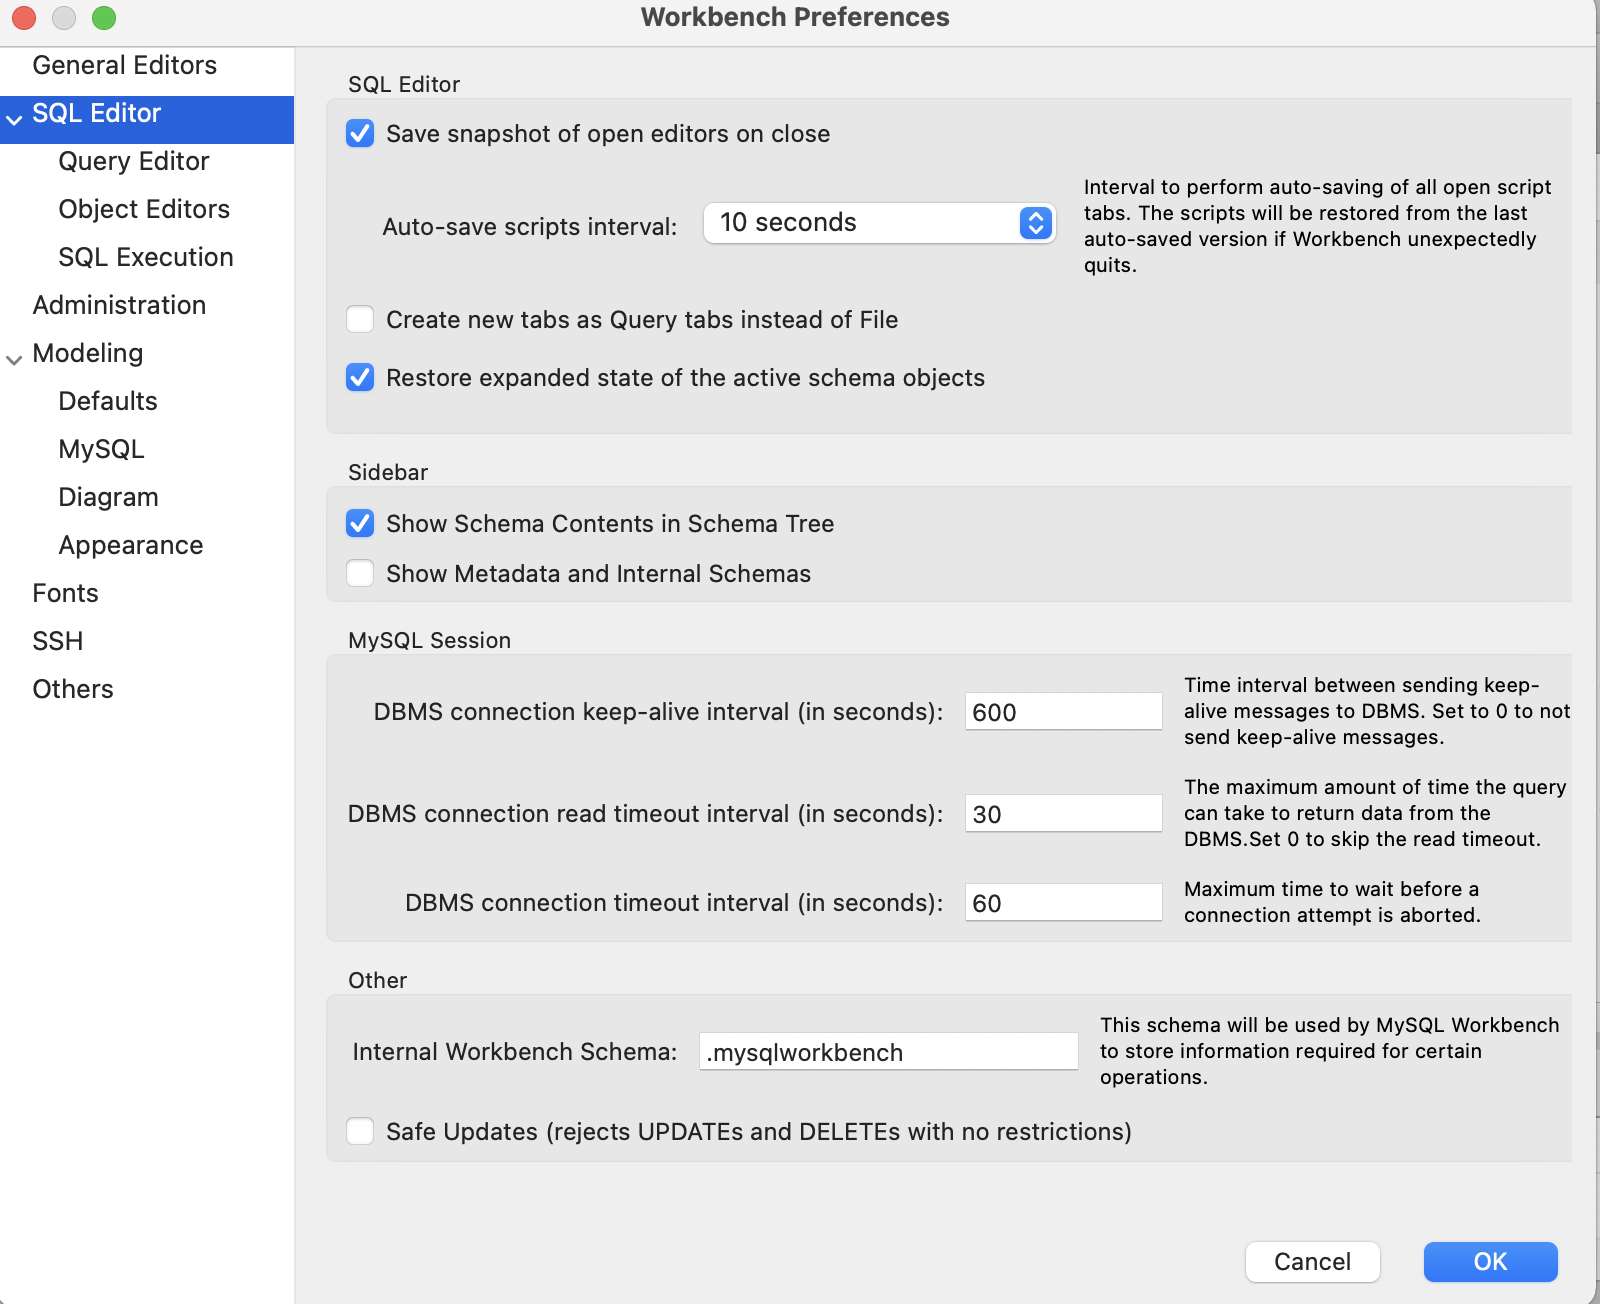 Workbench Preferences
General Editors
SQL Editor
Query Editor
Object Editors
SQL Execution
Administration
Modeling
Defaults
MySQL
Diagram
Appearance
Fonts
SSH
Others
SQL Editor
Save snapshot of open editors on close
Auto-save scripts interval:
10 seconds
Interval to perform auto-saving of all open script
tabs. The scripts will be restored from the last
auto-saved version if Workbench unexpectedly
quits.
Create new tabs as Query tabs instead of File
Restore expanded state of the active schema objects
Sidebar
Show Schema Contents in Schema Tree
Show Metadata and Internal Schemas
MySQL Session
DBMS connection keep-alive interval (in seconds):
600
Time interval between sending keep-
alive messages to DBMS. Set to 0 to not
send keep-alive messages.
DBMS connection read timeout interval (in seconds):
30
The maximum amount of time the query
can take to return data from the
DBMS.Set 0 to skip the read timeout.
DBMS connection timeout interval (in seconds):
60
Maximum time to wait before a
connection attempt is aborted.
Other
Internal Workbench Schema:
.mysqlworkbench
This schema will be used by MySQL Workbench
to store information required for certain
operations.
Safe Updates (rejects UPDATEs and DELETEs with no restrictions)
Cancel
OK